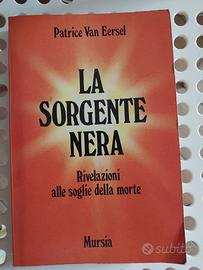 Patrice Van Eersel
LA
SORGENTE
NERA
Rivelazioni
alle soglie della morte
Mursia
subito